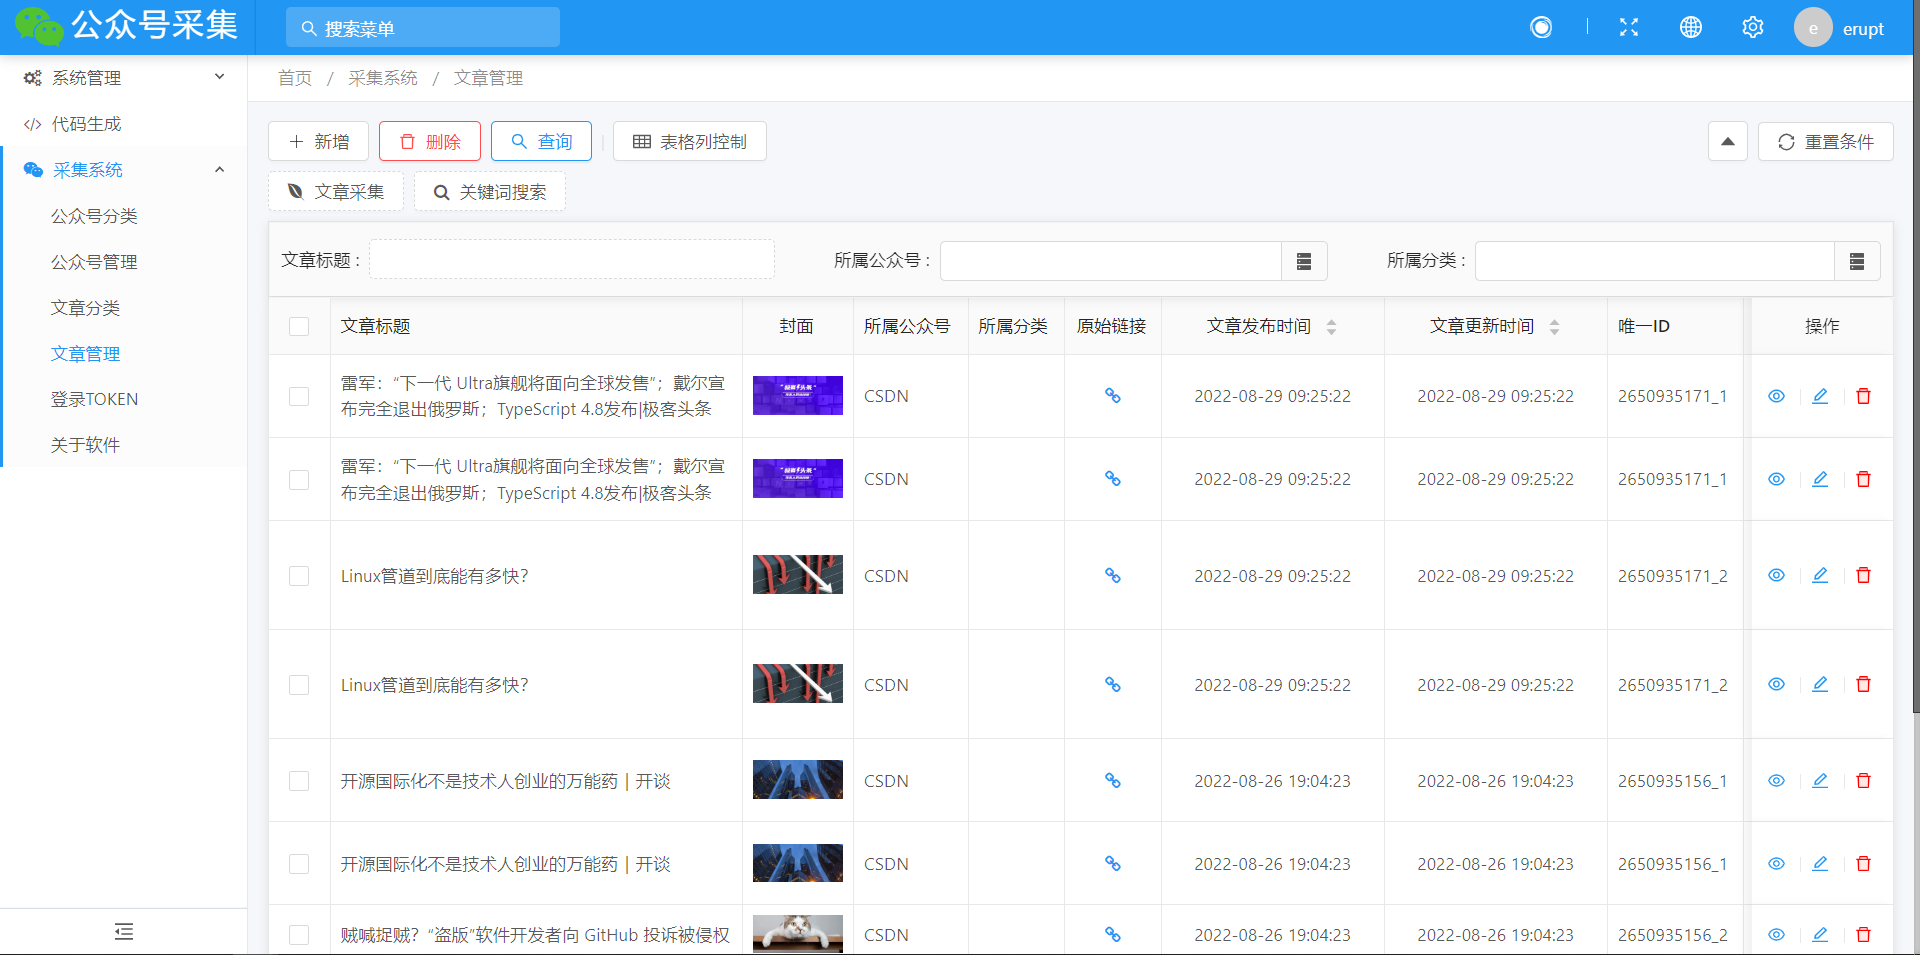 公众号采集
搜索菜单
e
erupt
系统管理
代码生成
采集系统
公众号分类
公众号管理
文章分类
文章管理
登录TOKEN
关于软件
首页 / 采集系统 / 文章管理
新增
删除
查询
表格列控制
重置条件
文章采集
关键词搜索
文章标题 :
所属公众号 :
所属分类 :
文章标题 封面 所属公众号 所属分类 原始链接 文章发布时间 文章更新时间 唯一ID 操作
雷军：“下一代 Ultra旗舰将面向全球发售”；戴尔宣
布完全退出俄罗斯；TypeScript 4.8发布|极客头条
CSDN 2022-08-29 09:25:22 2022-08-29 09:25:22 2650935171_1
雷军：“下一代 Ultra旗舰将面向全球发售”；戴尔宣
布完全退出俄罗斯；TypeScript 4.8发布|极客头条
CSDN 2022-08-29 09:25:22 2022-08-29 09:25:22 2650935171_1
Linux管道到底能有多快？ CSDN 2022-08-29 09:25:22 2022-08-29 09:25:22 2650935171_2
Linux管道到底能有多快？ CSDN 2022-08-29 09:25:22 2022-08-29 09:25:22 2650935171_2
开源国际化不是技术人创业的万能药 | 开谈 CSDN 2022-08-26 19:04:23 2022-08-26 19:04:23 2650935156_1
开源国际化不是技术人创业的万能药 | 开谈 CSDN 2022-08-26 19:04:23 2022-08-26 19:04:23 2650935156_1
贼喊捉贼？“盗版”软件开发者向 GitHub 投诉被侵权 CSDN 2022-08-26 19:04:23 2022-08-26 19:04:23 2650935156_2